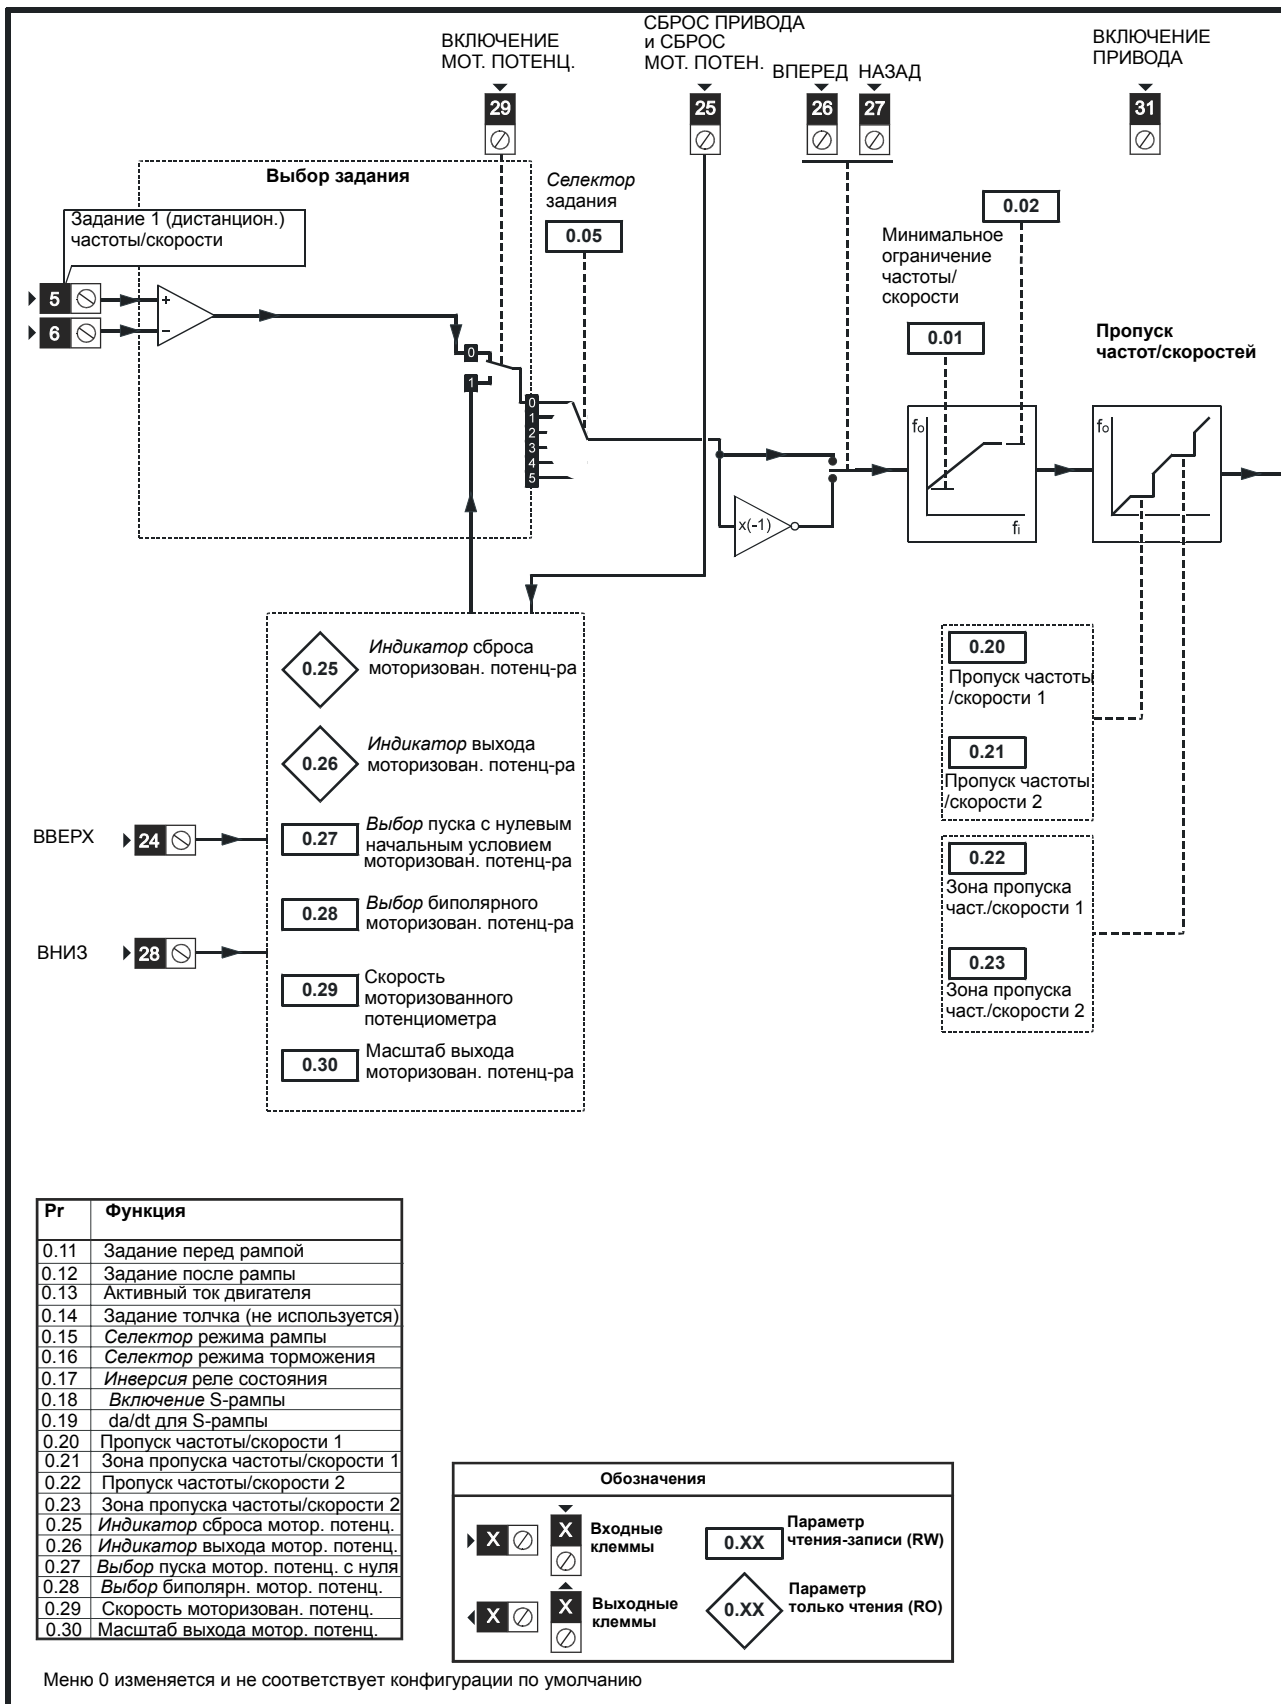 ВКЛЮЧЕНИЕ
МОТ. ПОТЕНЦ.
29
СБРОС ПРИВОДА
и СБРОС
МОТ. ПОТЕН.
25
ВПЕРЕД НАЗАД
26 27
ВКЛЮЧЕНИЕ
ПРИВОДА
31
Выбор задания
Задание 1 (дистанцион.)
частоты/скорости
5
6
+
−
0
1
0
1
2
3
4
5
Селектор
задания
0.05
x(-1)
0.02
Минимальное
ограничение
частоты/
скорости
0.01
fo
fi
Пропуск
частот/скоростей
fo
0.20
Пропуск частоты
/скорости 1
0.21
Пропуск частоты
/скорости 2
0.22
Зона пропуска
част./скорости 1
0.23
Зона пропуска
част./скорости 2
0.25
Индикатор сброса
моторизован. потенц-ра
0.26
Индикатор выхода
моторизован. потенц-ра
ВВЕРХ 24
0.27
Выбор пуска с нулевым
начальным условием
моторизован. потенц-ра
0.28
Выбор биполярного
моторизован. потенц-ра
ВНИЗ 28
0.29
Скорость
моторизованного
потенциометра
0.30
Масштаб выхода
моторизован. потенц-ра
Pr Функция
0.11 Задание перед рампой
0.12 Задание после рампы
0.13 Активный ток двигателя
0.14 Задание толчка (не используется)
0.15 Селектор режима рампы
0.16 Селектор режима торможения
0.17 Инверсия реле состояния
0.18 Включение S-рампы
0.19 da/dt для S-рампы
0.20 Пропуск частоты/скорости 1
0.21 Зона пропуска частоты/скорости 1
0.22 Пропуск частоты/скорости 2
0.23 Зона пропуска частоты/скорости 2
0.25 Индикатор сброса мотор. потенц.
0.26 Индикатор выхода мотор. потенц.
0.27 Выбор пуска мотор. потенц. с нуля
0.28 Выбор биполярн. мотор. потенц.
0.29 Скорость моторизован. потенц.
0.30 Масштаб выхода мотор. потенц.
Обозначения
X X Входные
клеммы
0.XX Параметр
чтения-записи (RW)
X X Выходные
клеммы
0.XX Параметр
только чтения (RO)
Меню 0 изменяется и не соответствует конфигурации по умолчанию